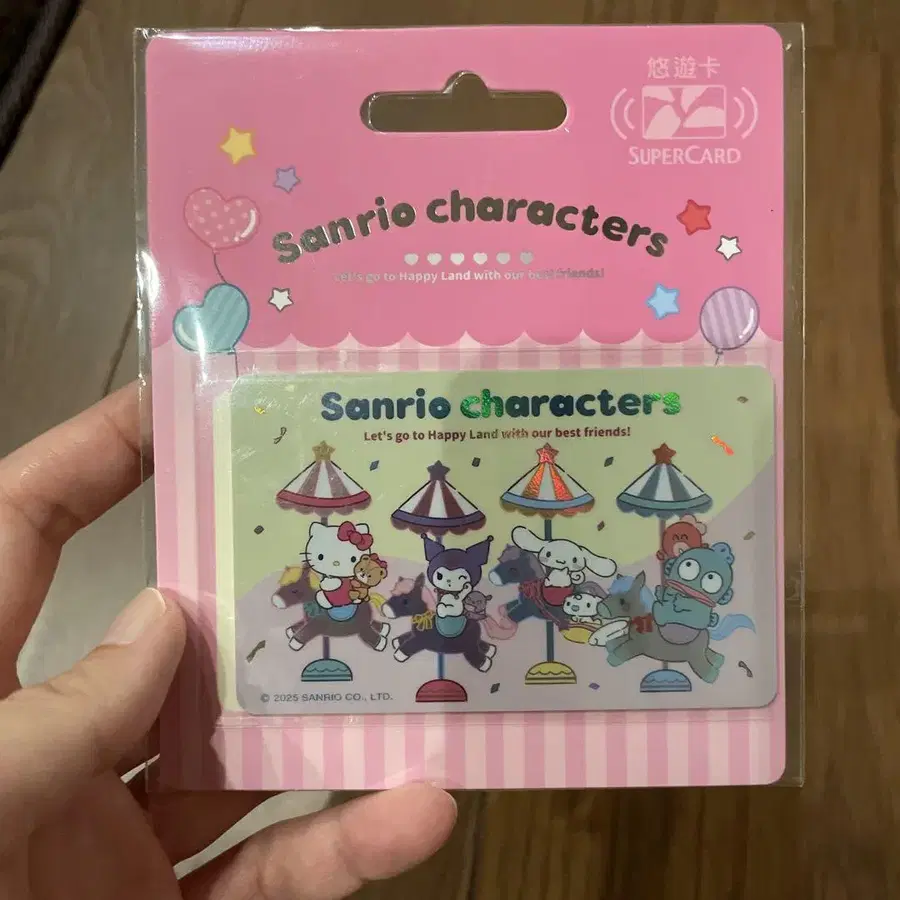 悠遊卡
SUPERCARD
Sanrio characters
Let's go to Happy Land with our best friends!
Sanrio characters
Let's go to Happy Land with our best friends!
© 2025 SANRIO CO., LTD.